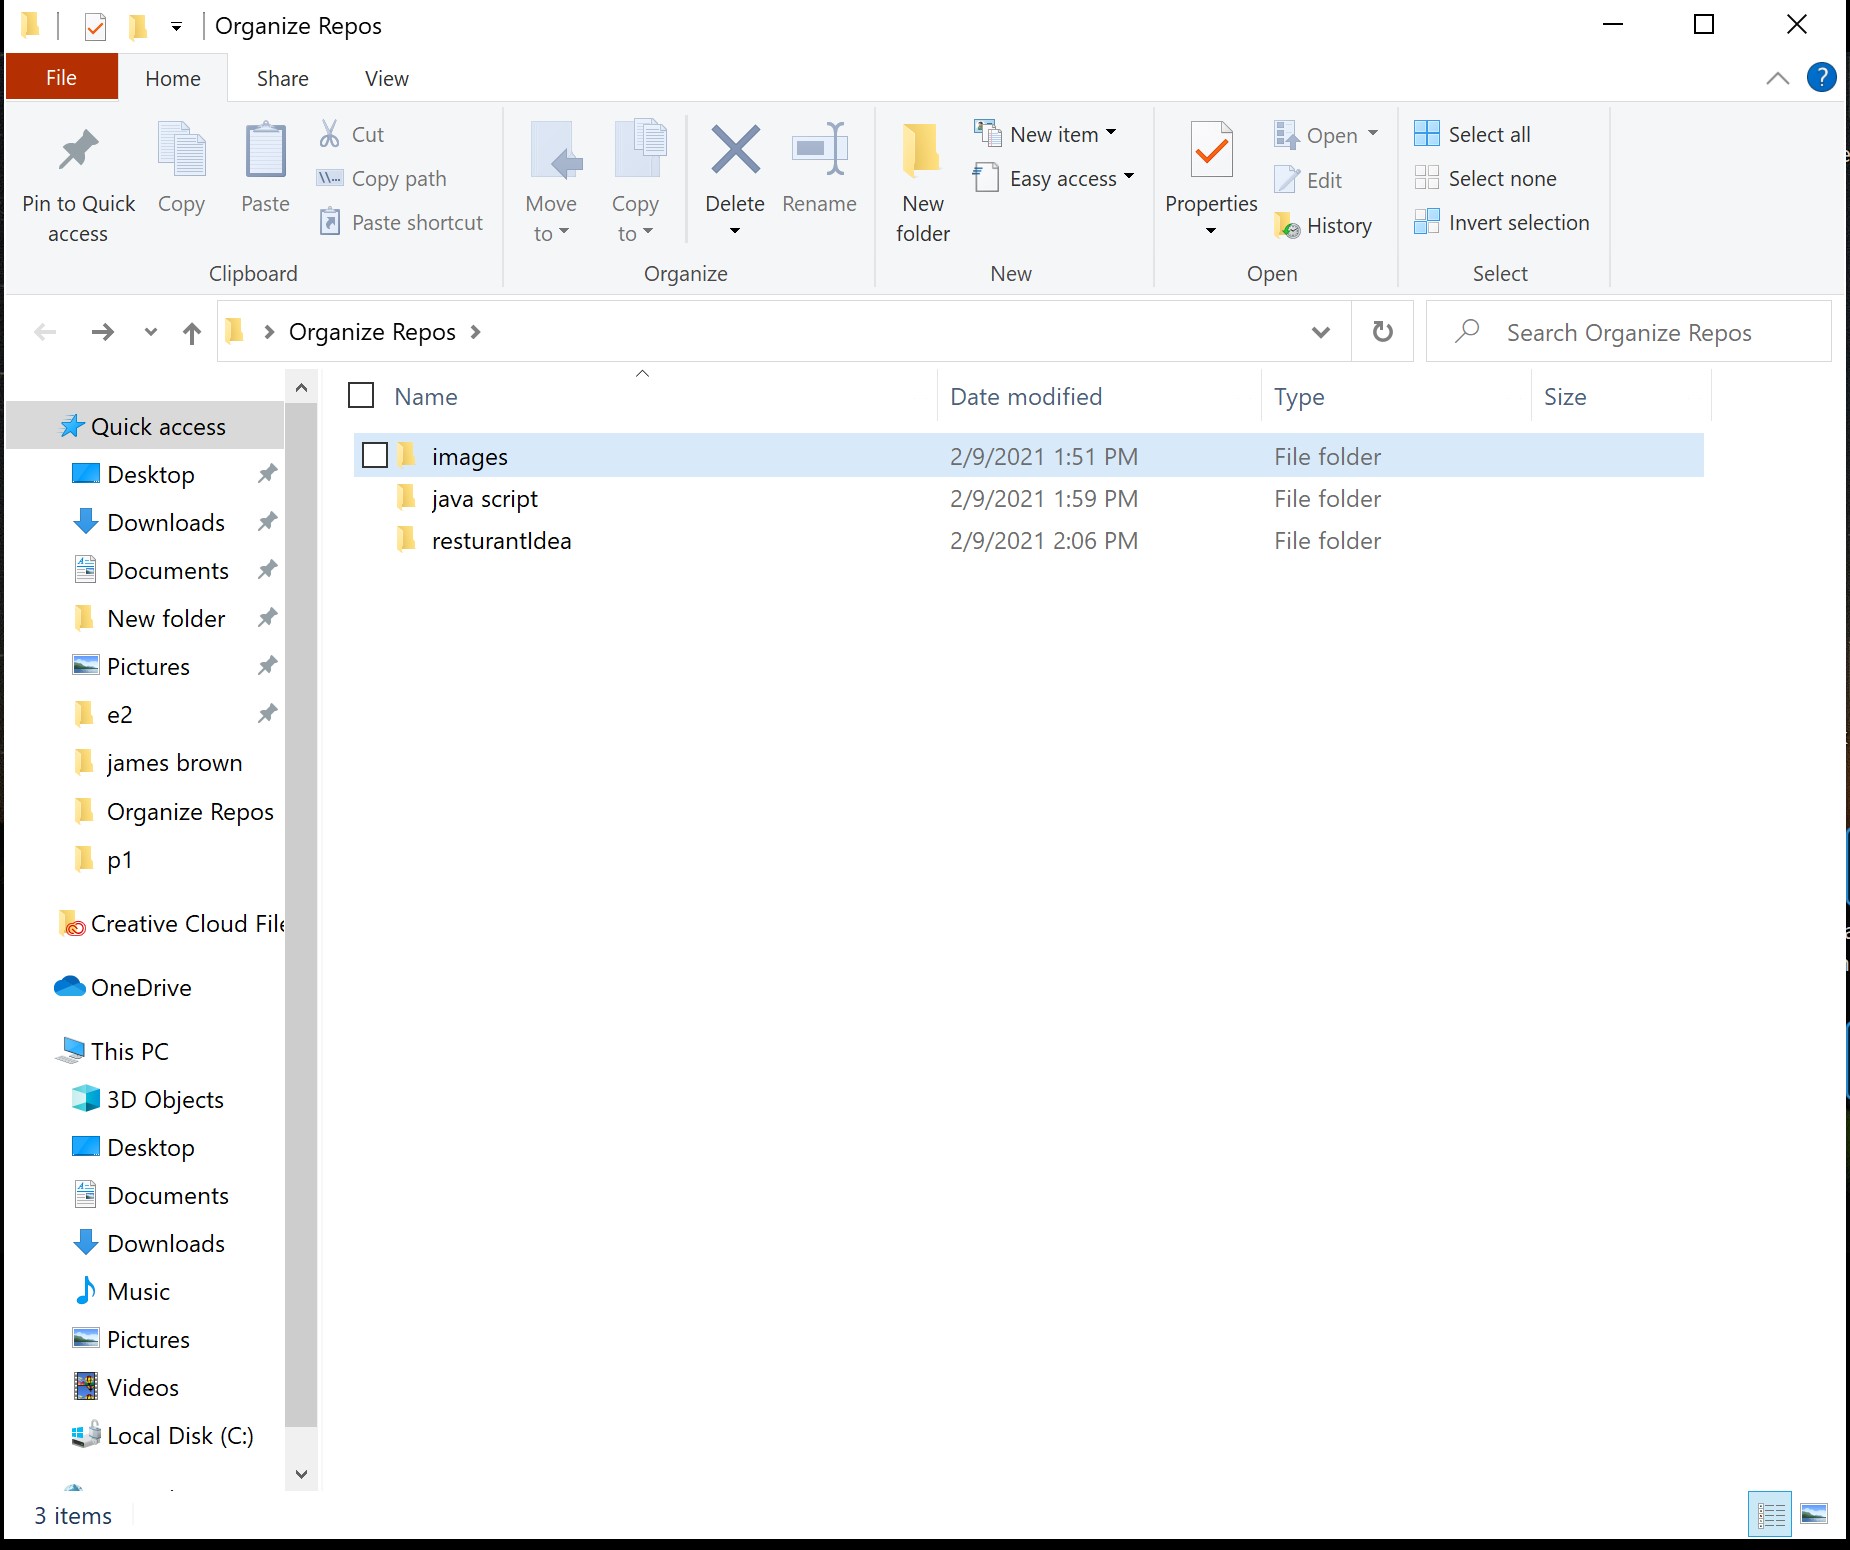 Organize Repos
File Home Share View
Pin to Quick access
Copy
Paste
Cut
Copy path
Paste shortcut
Clipboard
Move to
Copy to
Delete
Rename
Organize
New folder
New item
Easy access
New
Properties
Open
Edit
History
Open
Select all
Select none
Invert selection
Select
Organize Repos
Search Organize Repos
Quick access
Desktop
Downloads
Documents
New folder
Pictures
e2
james brown
Organize Repos
p1
Creative Cloud File
OneDrive
This PC
3D Objects
Desktop
Documents
Downloads
Music
Pictures
Videos
Local Disk (C:)
Name Date modified Type Size
images 2/9/2021 1:51 PM File folder
java script 2/9/2021 1:59 PM File folder
resturantIdea 2/9/2021 2:06 PM File folder
3 items